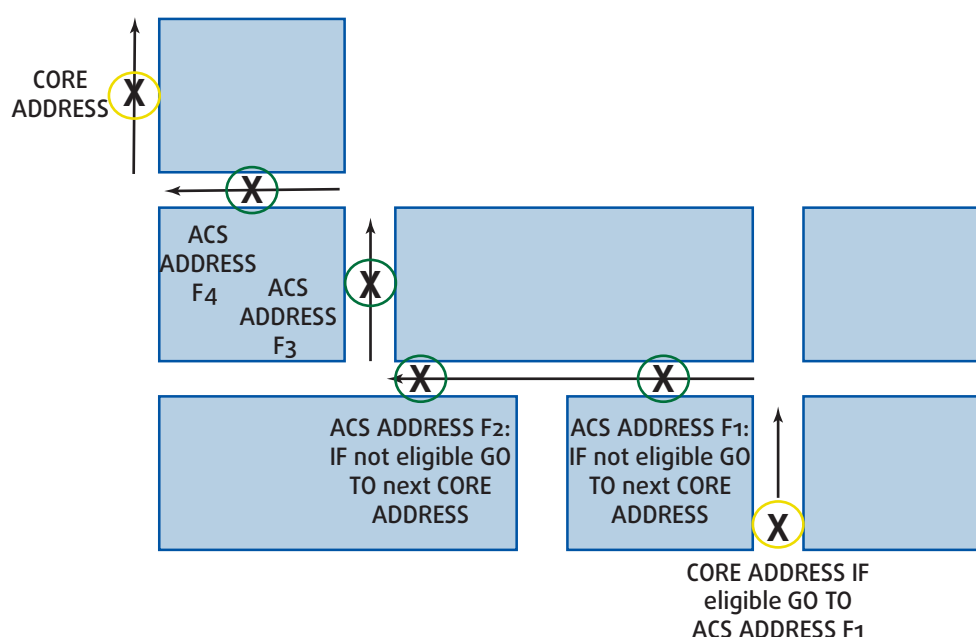 CORE
ADDRESS
X
X
ACS
ADDRESS
F4
ACS
ADDRESS
F3
X
X
X
ACS ADDRESS F2:
IF not eligible GO
TO next CORE
ADDRESS
ACS ADDRESS F1:
IF not eligible GO
TO next CORE
ADDRESS
X
CORE ADDRESS IF
eligible GO TO
ACS ADDRESS F1